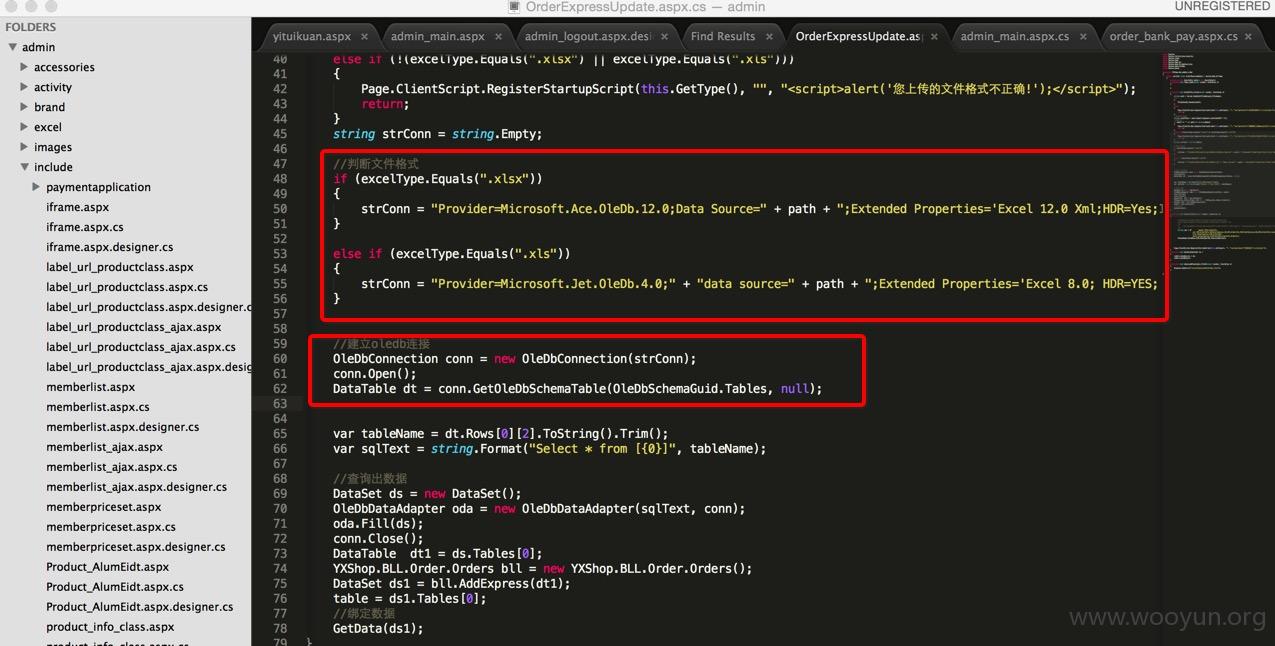 OrderExpressUpdate.aspx.cs — admin
UNREGISTERED
FOLDERS
admin
accessories
activity
brand
excel
images
include
paymentapplication
iframe.aspx
iframe.aspx.cs
iframe.aspx.designer.cs
label_url_productclass.aspx
label_url_productclass.aspx.cs
label_url_productclass.aspx.designer.c
label_url_productclass_ajax.aspx
label_url_productclass_ajax.aspx.cs
label_url_productclass_ajax.aspx.desig
memberlist.aspx
memberlist.aspx.cs
memberlist.aspx.designer.cs
memberlist_ajax.aspx
memberlist_ajax.aspx.cs
memberlist_ajax.aspx.designer.cs
memberpriceset.aspx
memberpriceset.aspx.cs
memberpriceset.aspx.designer.cs
Product_AlumEidt.aspx
Product_AlumEidt.aspx.cs
Product_AlumEidt.aspx.designer.cs
product_info_class.aspx
product_info_class.aspx.cs
yituikuan.aspx ×
admin_main.aspx ×
admin_logout.aspx.desi ×
Find Results ×
OrderExpressUpdate.as ×
admin_main.aspx.cs ×
order_bank_pay.aspx.cs ×
40 else if (!(excelType.Equals(".xlsx") || excelType.Equals(".xls")))
41 {
42 Page.ClientScript.RegisterStartupScript(this.GetType(), "", "<script>alert('您上传的文件格式不正确!');</script>");
43 return;
44 }
45 string strConn = string.Empty;
46
47 //判断文件格式
48 if (excelType.Equals(".xlsx"))
49 {
50 strConn = "Provider=Microsoft.Ace.OleDb.12.0;Data Source=" + path + ";Extended Properties='Excel 12.0 Xml;HDR=Yes;
51 }
52
53 else if (excelType.Equals(".xls"))
54 {
55 strConn = "Provider=Microsoft.Jet.OleDb.4.0;" + "data source=" + path + ";Extended Properties='Excel 8.0; HDR=YES;
56 }
57
58
59 //建立oledb连接
60 OleDbConnection conn = new OleDbConnection(strConn);
61 conn.Open();
62 DataTable dt = conn.GetOleDbSchemaTable(OleDbSchemaGuid.Tables, null);
63
64
65 var tableName = dt.Rows[0][2].ToString().Trim();
66 var sqlText = string.Format("Select * from [{0}]", tableName);
67
68 //查询出数据
69 DataSet ds = new DataSet();
70 OleDbDataAdapter oda = new OleDbDataAdapter(sqlText, conn);
71 oda.Fill(ds);
72 conn.Close();
73 DataTable  dt1 = ds.Tables[0];
74 YXShop.BLL.Order.Orders bll = new YXShop.BLL.Order.Orders();
75 DataSet ds1 = bll.AddExpress(dt1);
76 table = ds1.Tables[0];
77 //绑定数据
78 GetData(ds1);
79 }
www.wooyun.org